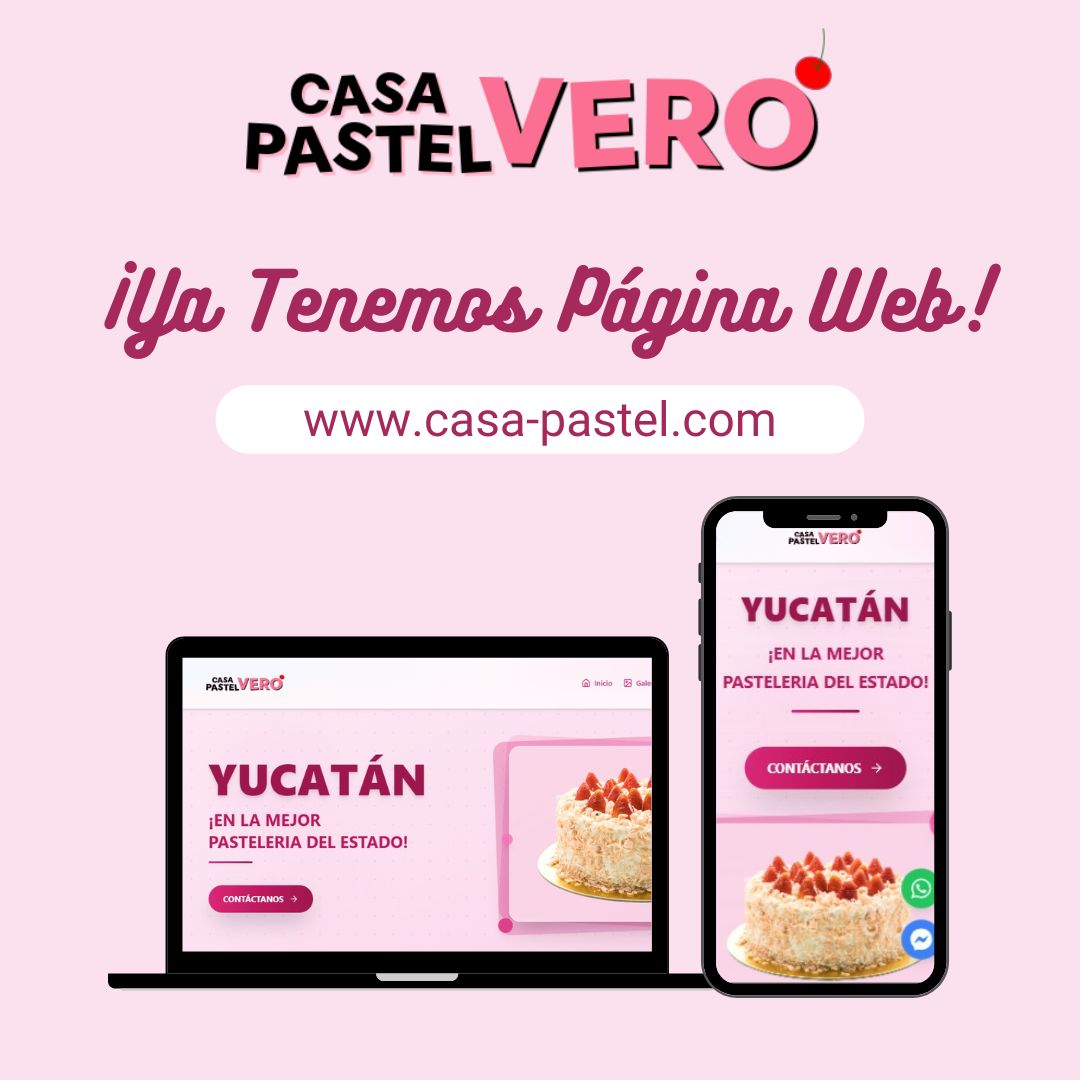 CASA
PASTEL VERO
¡Ya Tenemos Página Web!
www.casa-pastel.com
CASA
PASTEL VERO
Inicio
YUCATÁN
¡EN LA MEJOR
PASTELERIA DEL ESTADO!
CONTÁCTANOS
CASA
PASTEL VERO
YUCATÁN
¡EN LA MEJOR
PASTELERIA DEL ESTADO!
CONTÁCTANOS